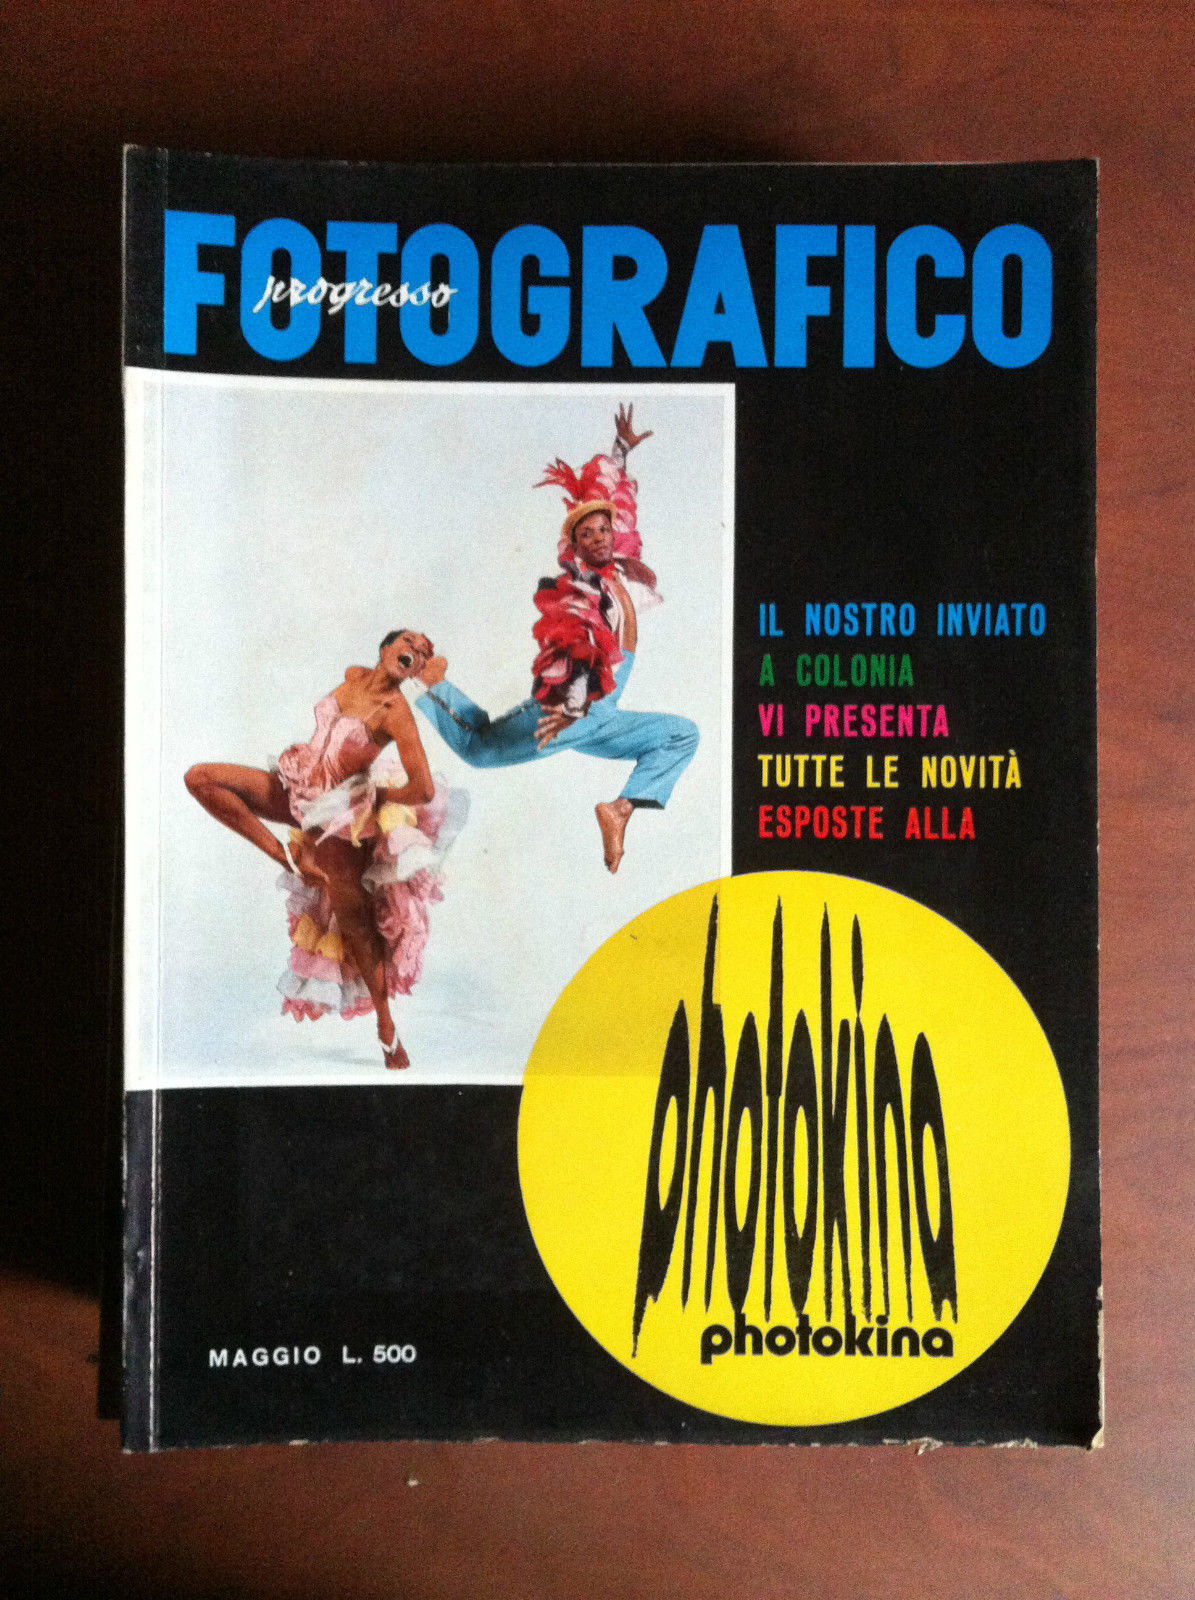 FOTOGRAFICO
progresso
IL NOSTRO INVIATO
A COLONIA
VI PRESENTA
TUTTE LE NOVITÀ
ESPOSTE ALLA
photokina
photokina
MAGGIO L. 500